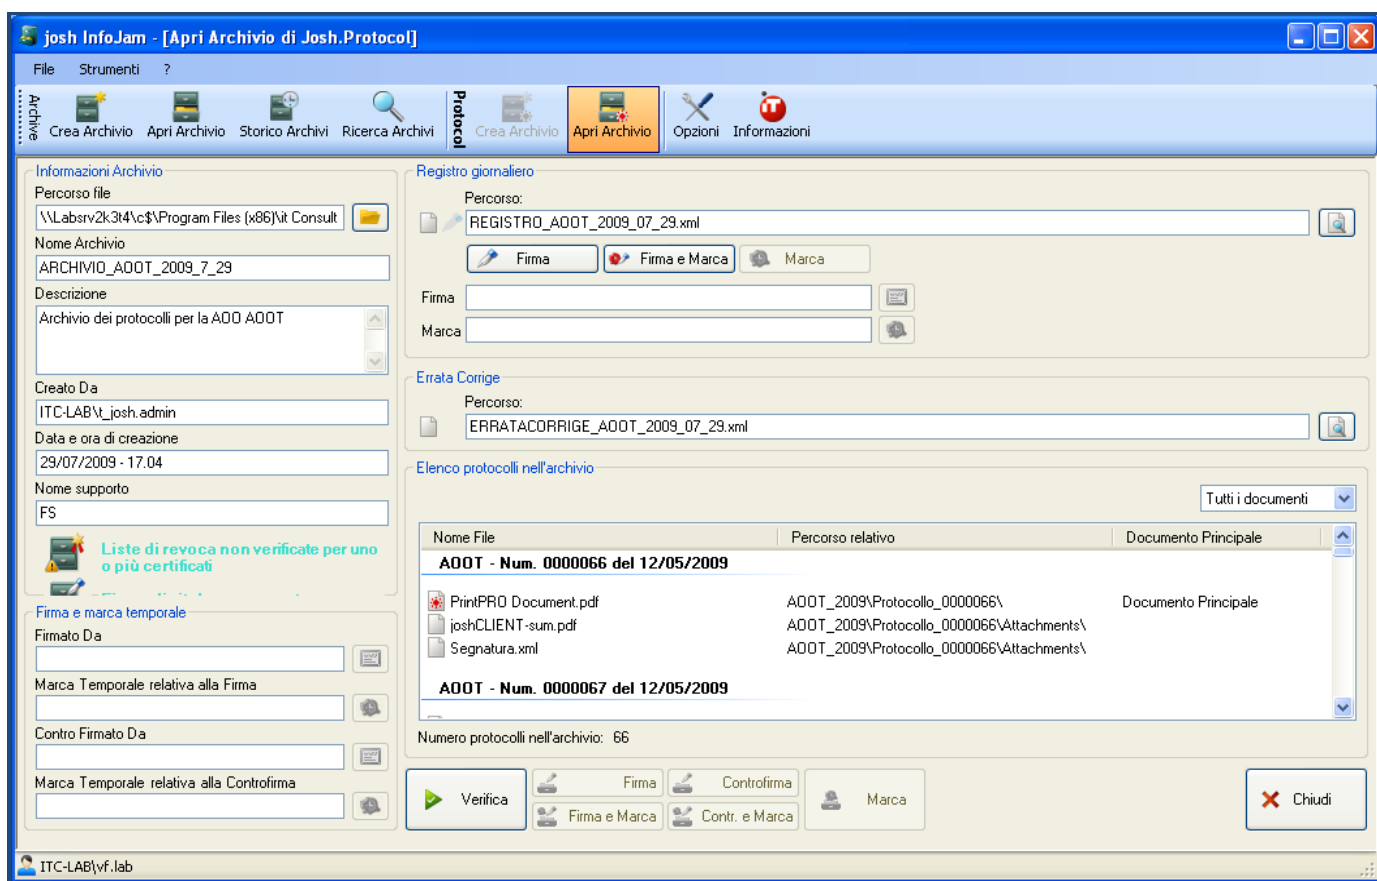 josh InfoJam - [Apri Archivio di Josh.Protocol]
File Strumenti ?
Archive
Crea Archivio Apri Archivio Storico Archivi Ricerca Archivi
Protocol
Crea Archivio Apri Archivio Opzioni Informazioni
Informazioni Archivio
Percorso file
\\Labsrv2k3t4\c$\Program Files (x86)\it Consult
Nome Archivio
ARCHIVIO_AOOT_2009_7_29
Descrizione
Archivio dei protocolli per la AOO AOOT
Creato Da
ITC-LAB\t_josh.admin
Data e ora di creazione
29/07/2009 - 17.04
Nome supporto
FS
Liste di revoca non verificate per uno
o più certificati
Firma e marca temporale
Firmato Da
Marca Temporale relativa alla Firma
Contro Firmato Da
Marca Temporale relativa alla Controfirma
Registro giornaliero
Percorso:
REGISTRO_AOOT_2009_07_29.xml
Firma Firma e Marca Marca
Firma
Marca
Errata Corrige
Percorso:
ERRATACORRIGE_AOOT_2009_07_29.xml
Elenco protocolli nell'archivio
Tutti i documenti
Nome File Percorso relativo Documento Principale
AOOT - Num. 0000066 del 12/05/2009
PrintPRO Document.pdf AOOT_2009\Protocollo_0000066\ Documento Principale
joshCLIENT-sum.pdf AOOT_2009\Protocollo_0000066\Attachments\
Segnatura.xml AOOT_2009\Protocollo_0000066\Attachments\
AOOT - Num. 0000067 del 12/05/2009
Numero protocolli nell'archivio: 66
Verifica Firma Controfirma Marca Chiudi
Firma e Marca Contr. e Marca
ITC-LAB\vf.lab